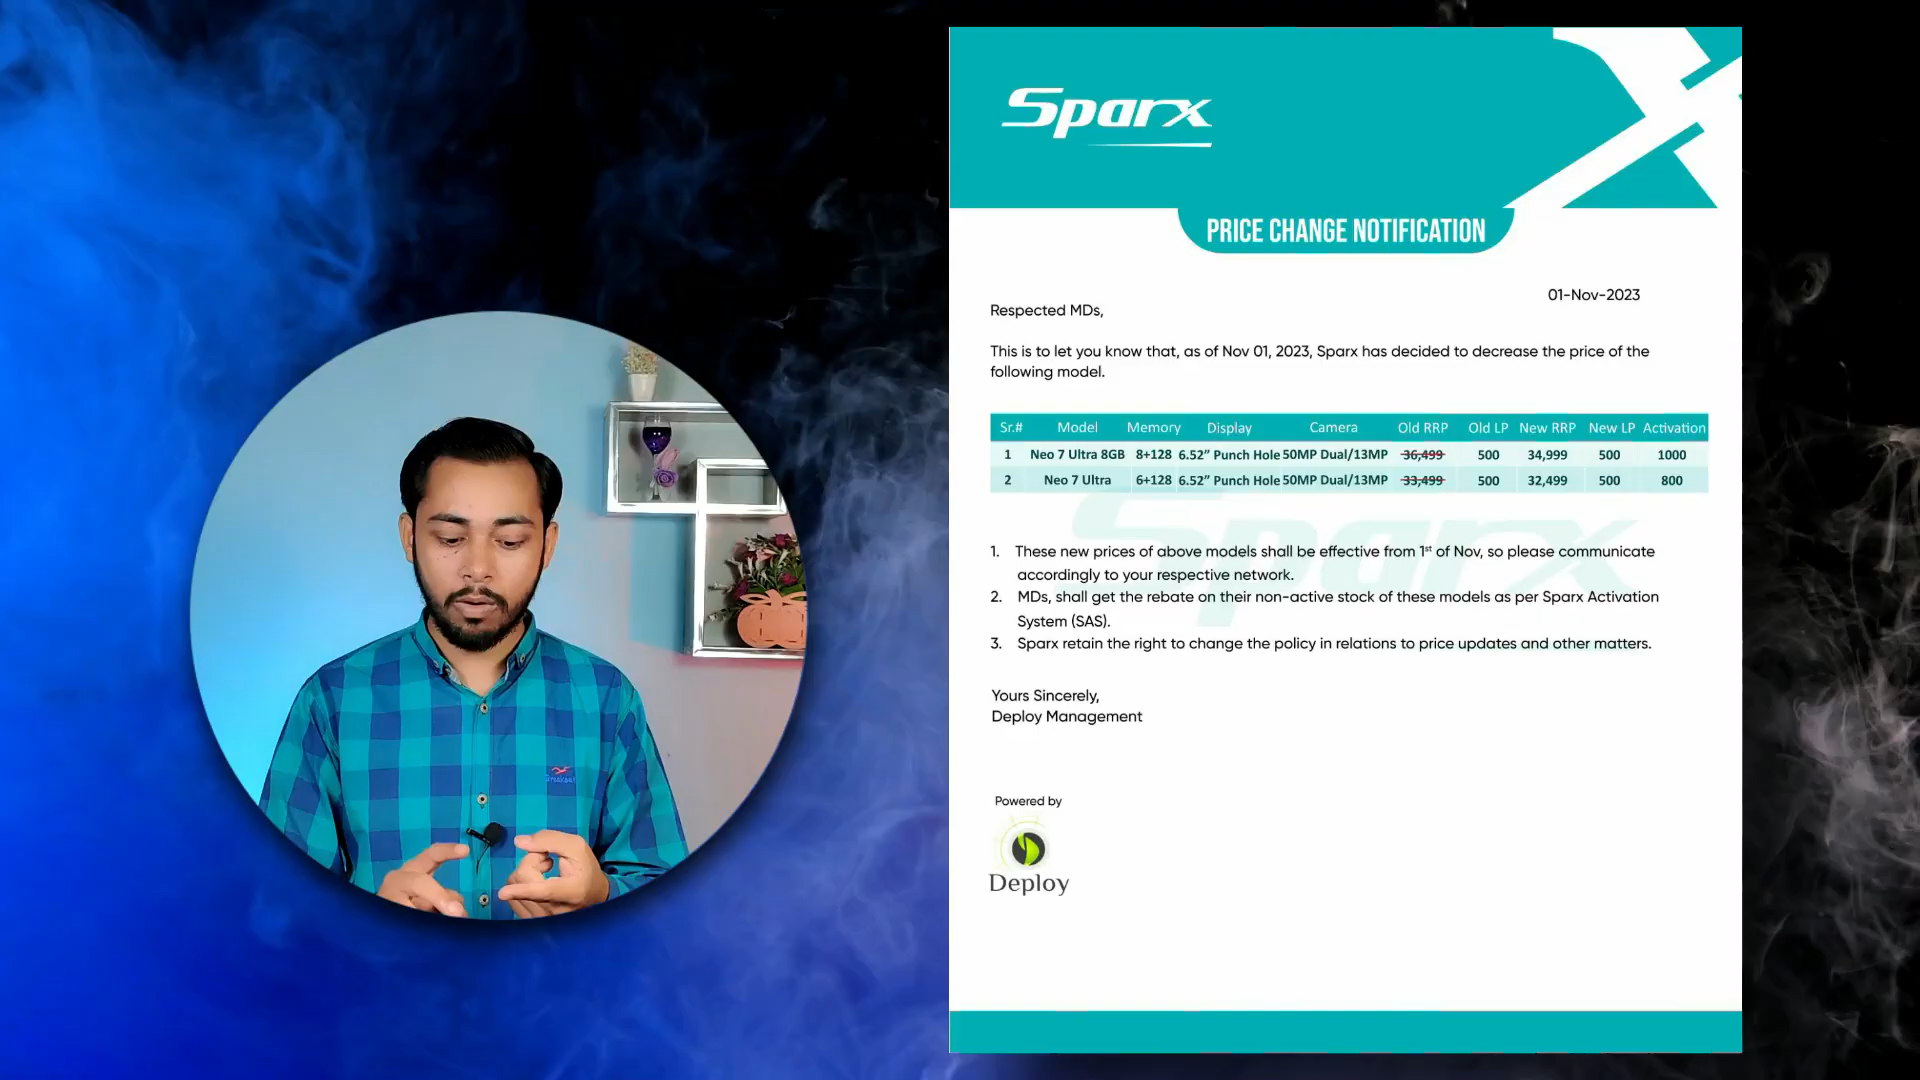 Sparx
PRICE CHANGE NOTIFICATION
01-Nov-2023
Respected MDs,
This is to let you know that, as of Nov 01, 2023, Sparx has decided to decrease the price of the
following model.
Sr.# Model Memory Display Camera Old RRP Old LP New RRP New LP Activation
1 Neo 7 Ultra 8GB 8+128 6.52” Punch Hole 50MP Dual/13MP 36,499 500 34,999 500 1000
2 Neo 7 Ultra 6+128 6.52” Punch Hole 50MP Dual/13MP 33,499 500 32,499 500 800
Sparx
1. These new prices of above models shall be effective from 1st of Nov, so please communicate
accordingly to your respective network.
2. MDs, shall get the rebate on their non-active stock of these models as per Sparx Activation
System (SAS).
3. Sparx retain the right to change the policy in relations to price updates and other matters.
Yours Sincerely,
Deploy Management
Powered by
Deploy